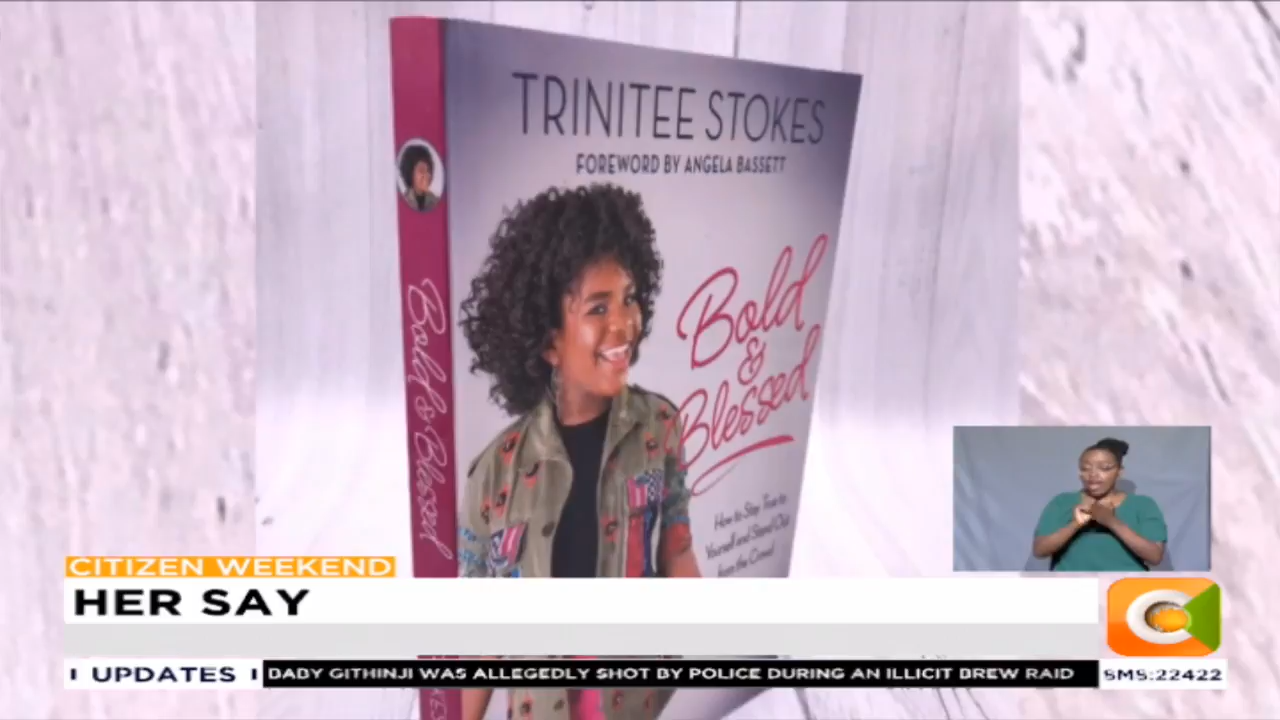 TRINITEE STOKES
FOREWORD BY ANGELA BASSETT
Bold
&
Blessed
How to Stay True to
Yourself and Stand Out
from the Crowd
Bold & Blessed
CITIZEN WEEKEND
HER SAY
UPDATES
BABY GITHINJI WAS ALLEGEDLY SHOT BY POLICE DURING AN ILLICIT BREW RAID
SMS:22422